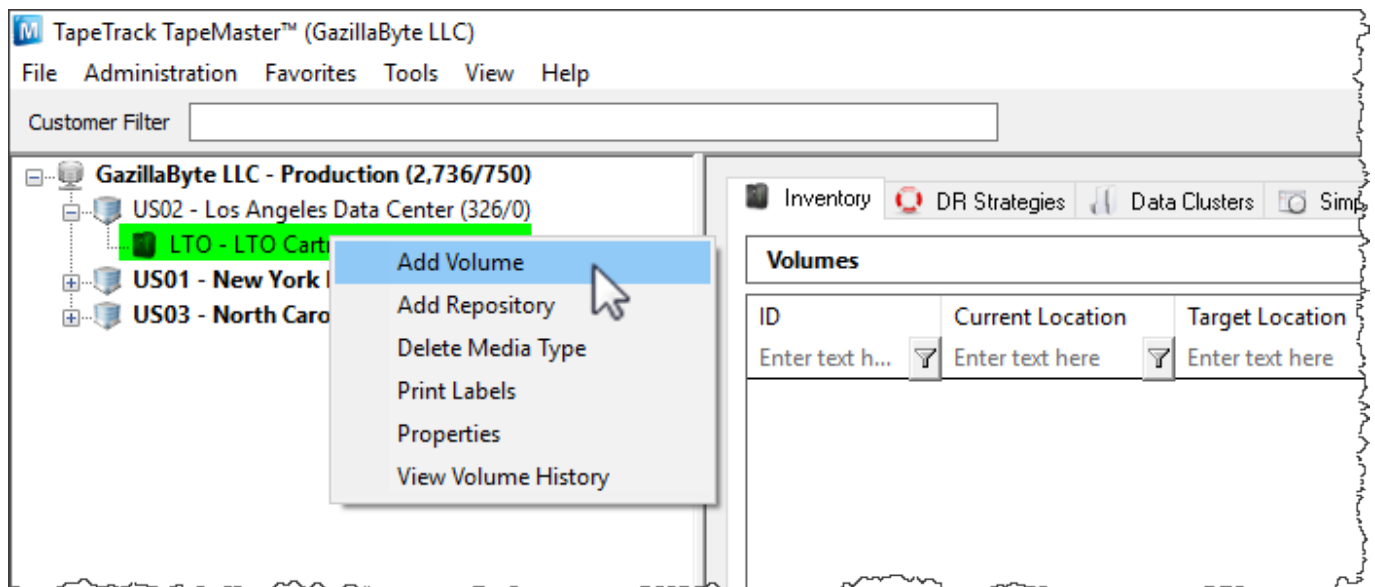 TapeTrack TapeMaster™ (GazillaByte LLC)
File Administration Favorites Tools View Help
Customer Filter
GazillaByte LLC - Production (2,736/750)
US02 - Los Angeles Data Center (326/0)
LTO - LTO Cart
US01 - New York
US03 - North Caro
Add Volume
Add Repository
Delete Media Type
Print Labels
Properties
View Volume History
Inventory DR Strategies Data Clusters Simp
Volumes
ID Current Location Target Location
Enter text h... Enter text here Enter text here